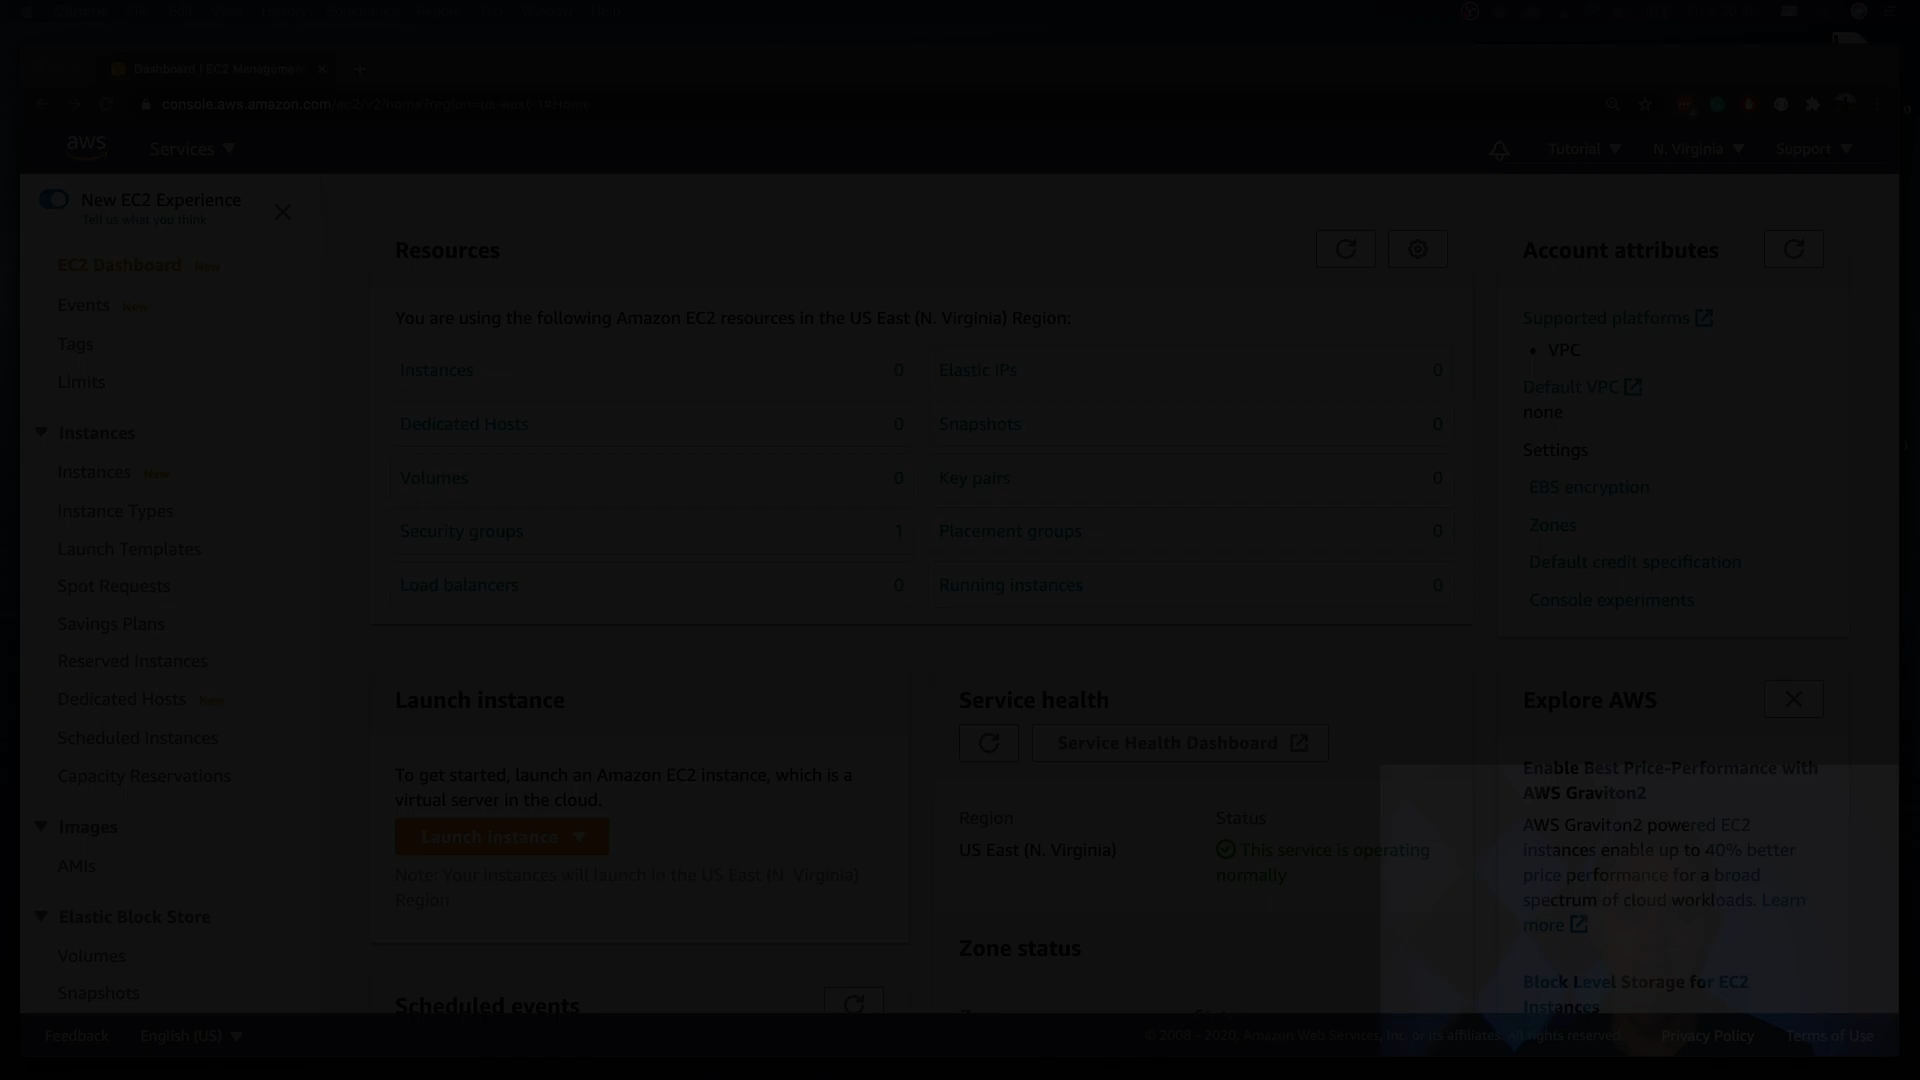 Dashboard | EC2 Manageme
console.aws.amazon.com/ec2/v2/home?region=us-east-1#Home:
aws
Services
Tutorial
N. Virginia
Support
New EC2 Experience
Tell us what you think
EC2 Dashboard New
Events New
Tags
Limits
Instances
Instances New
Instance Types
Launch Templates
Spot Requests
Savings Plans
Reserved Instances
Dedicated Hosts New
Scheduled Instances
Capacity Reservations
Images
AMIs
Elastic Block Store
Volumes
Snapshots
Resources
You are using the following Amazon EC2 resources in the US East (N. Virginia) Region:
Instances 0
Elastic IPs 0
Dedicated Hosts 0
Snapshots 0
Volumes 0
Key pairs 0
Security groups 1
Placement groups 0
Load balancers 0
Running instances 0
Launch instance
To get started, launch an Amazon EC2 instance, which is a
virtual server in the cloud.
Launch instance
Note: Your instances will launch in the US East (N. Virginia)
Region
Scheduled events
Service health
Service Health Dashboard
Region
Status
US East (N. Virginia)
This service is operating
normally
Zone status
Account attributes
Supported platforms
• VPC
Default VPC
none
Settings
EBS encryption
Zones
Default credit specification
Console experiments
Explore AWS
Enable Best Price-Performance with
AWS Graviton2
AWS Graviton2 powered EC2
instances enable up to 40% better
price performance for a broad
spectrum of cloud workloads. Learn
more
Block Level Storage for EC2
Instances
Feedback
English (US)
© 2008 - 2020, Amazon Web Services, Inc. or its affiliates. All rights reserved.
Privacy Policy
Terms of Use